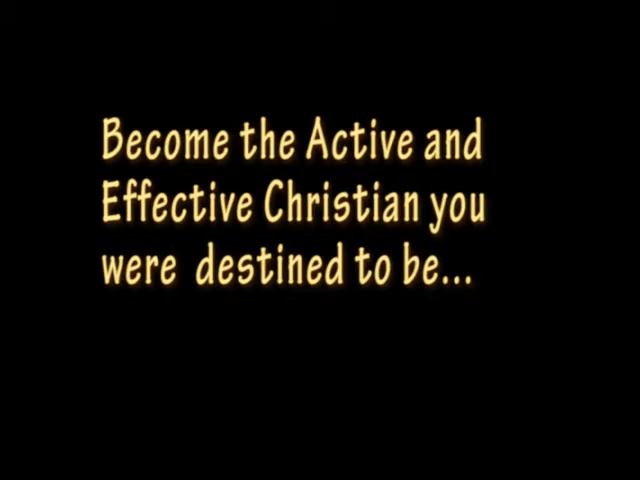 Become the Active and
Effective Christian you
were destined to be...